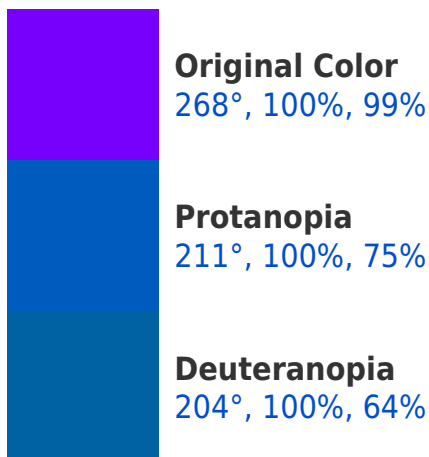 Original Color
268°, 100%, 99%
Protanopia
211°, 100%, 75%
Deuteranopia
204°, 100%, 64%